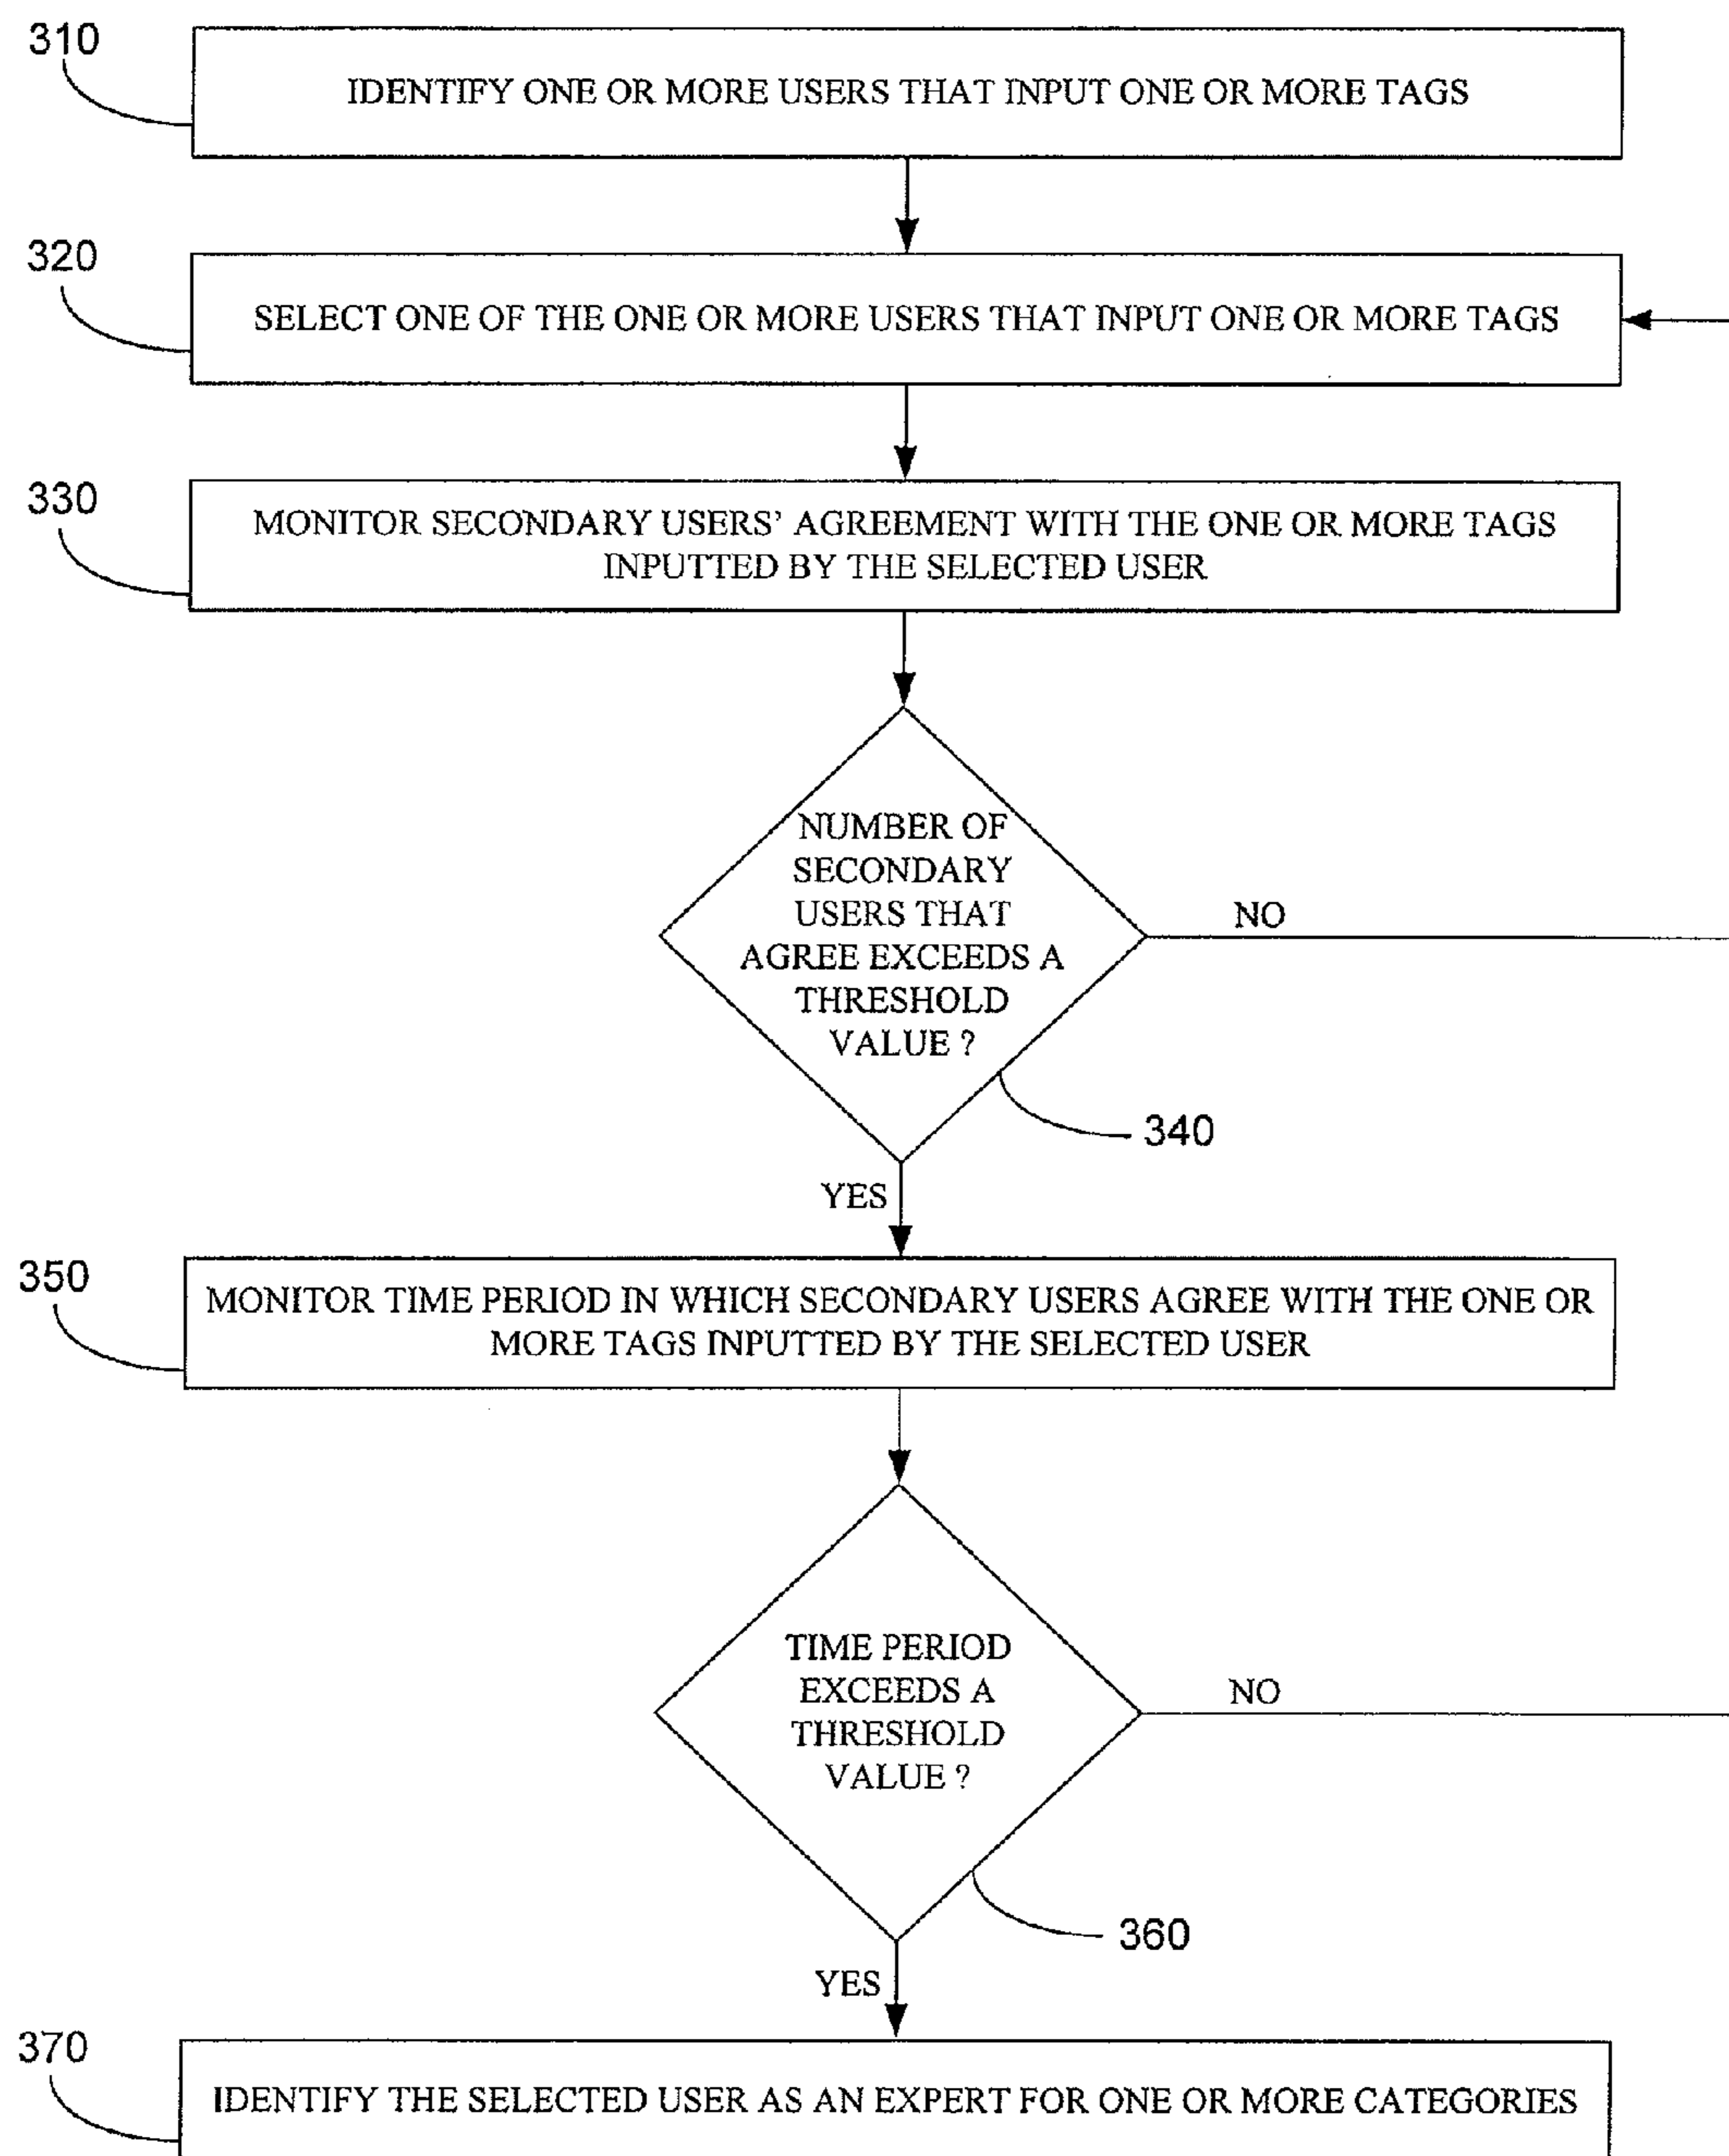 310
IDENTIFY ONE OR MORE USERS THAT INPUT ONE OR MORE TAGS
320
SELECT ONE OF THE ONE OR MORE USERS THAT INPUT ONE OR MORE TAGS
330
MONITOR SECONDARY USERS’ AGREEMENT WITH THE ONE OR MORE TAGS
INPUTTED BY THE SELECTED USER
NUMBER OF
SECONDARY
USERS THAT
AGREE EXCEEDS A
THRESHOLD
VALUE ?
NO
340
YES
350
MONITOR TIME PERIOD IN WHICH SECONDARY USERS AGREE WITH THE ONE OR
MORE TAGS INPUTTED BY THE SELECTED USER
TIME PERIOD
EXCEEDS A
THRESHOLD
VALUE ?
NO
360
YES
370
IDENTIFY THE SELECTED USER AS AN EXPERT FOR ONE OR MORE CATEGORIES